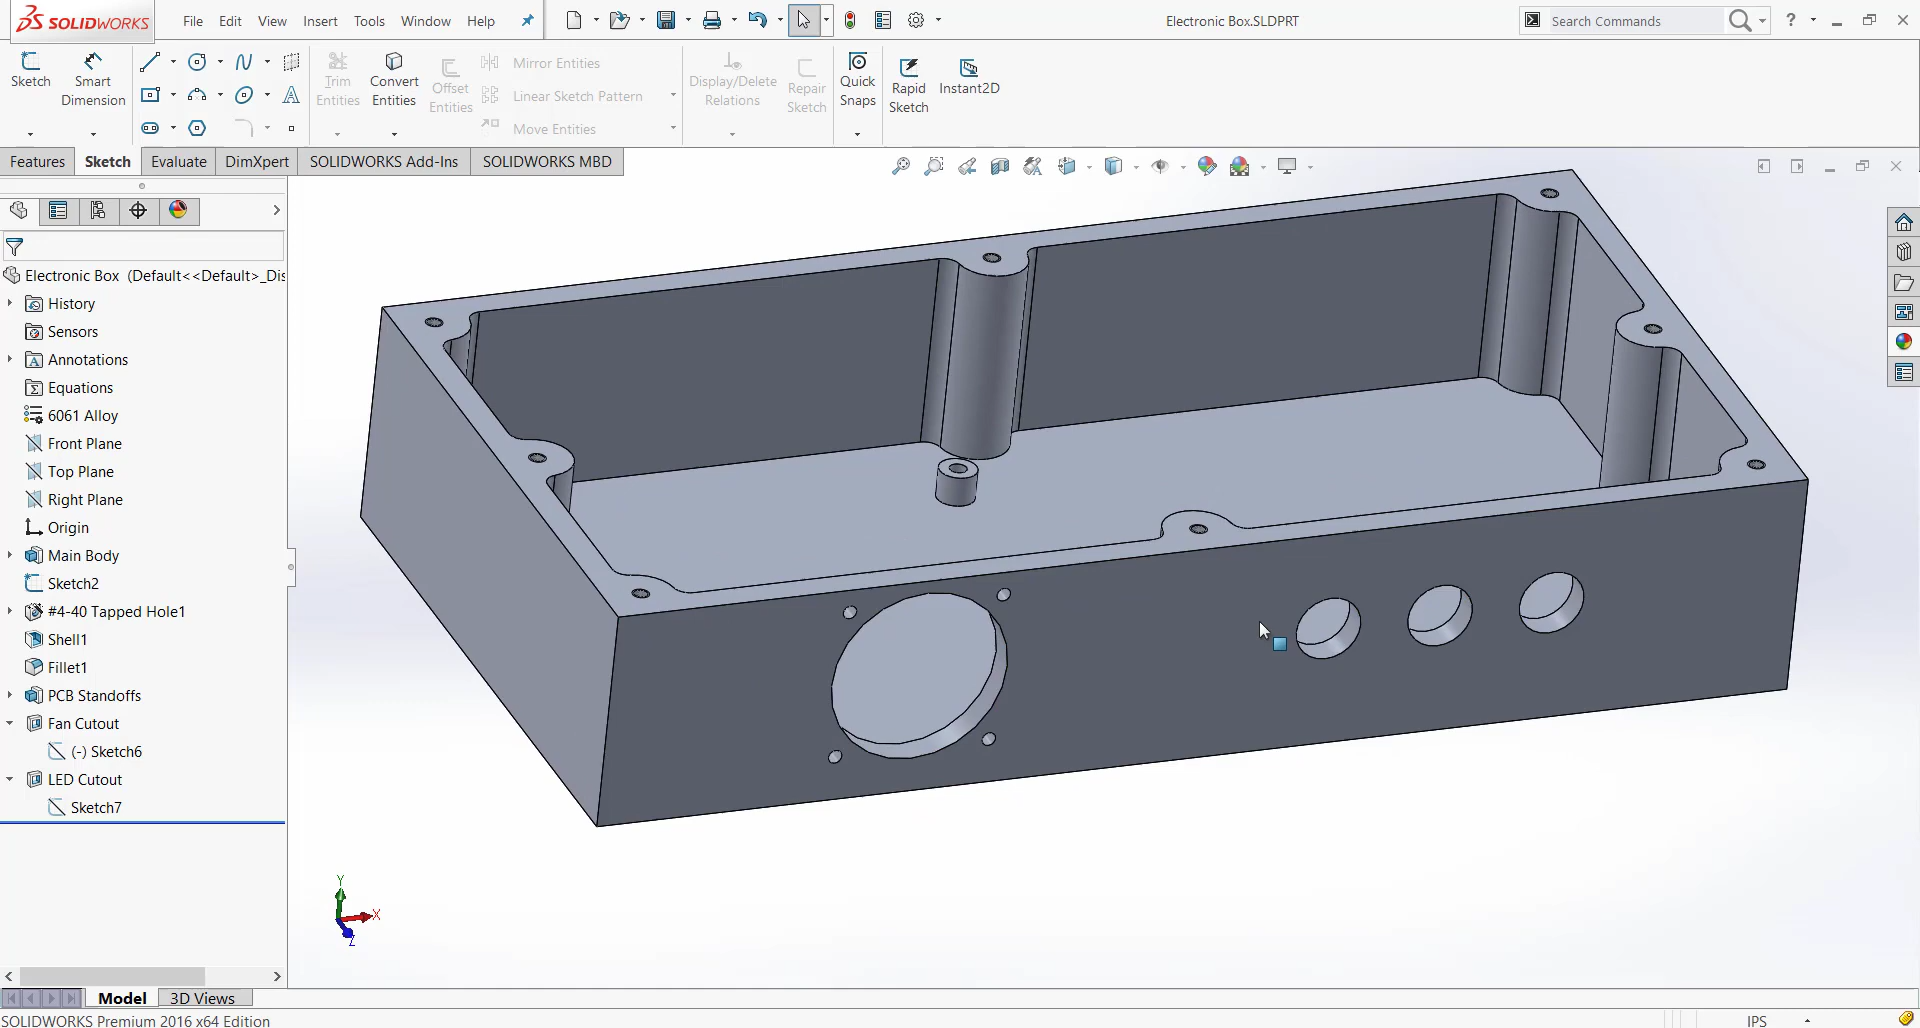 SOLIDWORKS
File
Edit
View
Insert
Tools
Window
Help
Electronic Box.SLDPRT
Search Commands
?
Sketch
Smart
Dimension
Trim
Entities
Convert
Entities
Offset
Entities
Mirror Entities
Linear Sketch Pattern
Move Entities
Display/Delete
Relations
Repair
Sketch
Quick
Snaps
Rapid
Sketch
Instant2D
Features
Sketch
Evaluate
DimXpert
SOLIDWORKS Add-Ins
SOLIDWORKS MBD
Electronic Box (Default<<Default>_Dis
History
Sensors
Annotations
Equations
6061 Alloy
Front Plane
Top Plane
Right Plane
Origin
Main Body
Sketch2
#4-40 Tapped Hole1
Shell1
Fillet1
PCB Standoffs
Fan Cutout
(-) Sketch6
LED Cutout
Sketch7
Y
X
Z
Model
3D Views
SOLIDWORKS Premium 2016 x64 Edition
IPS